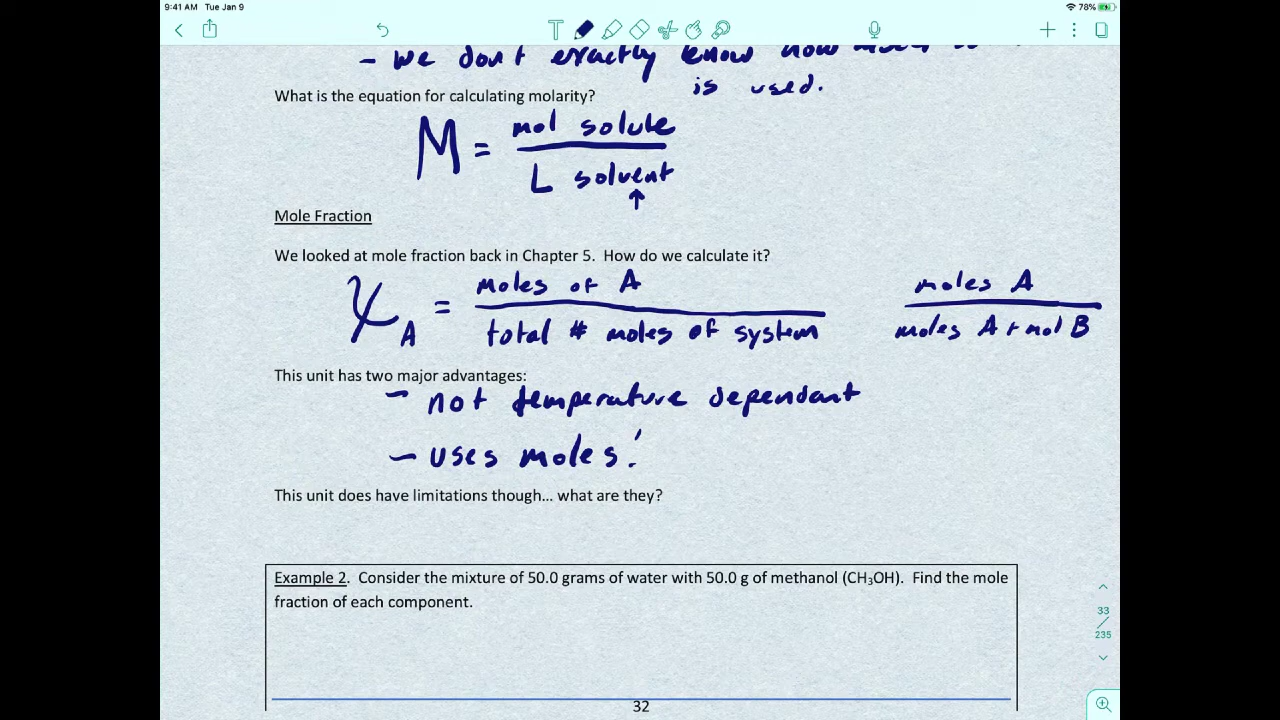 9:41 AM Tue Jan 9
78%
T
- we don't exactly know how
is used.
What is the equation for calculating molarity?
M = mol solute
L solvent
Mole Fraction
We looked at mole fraction back in Chapter 5. How do we calculate it?
χA = moles of A
total # moles of system
moles A
moles A + mol B
This unit has two major advantages:
- not temperature dependant
- uses moles!
This unit does have limitations though... what are they?
Example 2. Consider the mixture of 50.0 grams of water with 50.0 g of methanol (CH₃OH). Find the mole
fraction of each component.
33
/
235
32